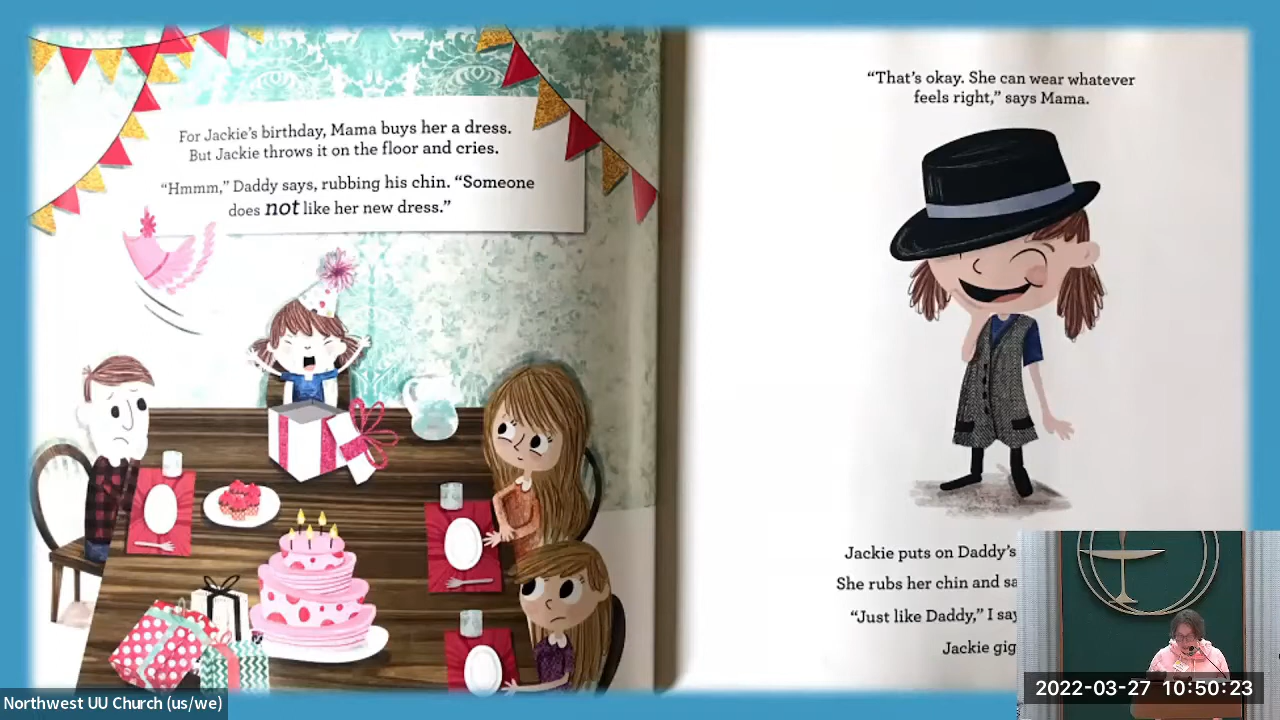 For Jackie's birthday, Mama buys her a dress.
But Jackie throws it on the floor and cries.
"Hmmm," Daddy says, rubbing his chin. "Someone
does not like her new dress."
"That's okay. She can wear whatever
feels right," says Mama.
Jackie puts on Daddy's
She rubs her chin and
"Just like Daddy," I
Jackie
Northwest UU Church (us/we)
2022-03-27 10:50:23